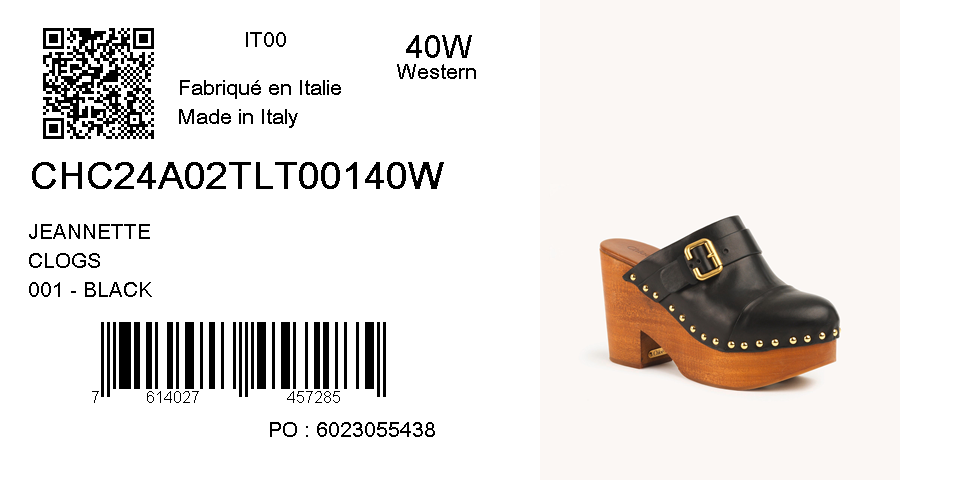 IT00
40W
Western
Fabriqué en Italie
Made in Italy
CHC24A02TLT00140W
JEANNETTE
CLOGS
001 - BLACK
7 614027 457285
PO : 6023055438